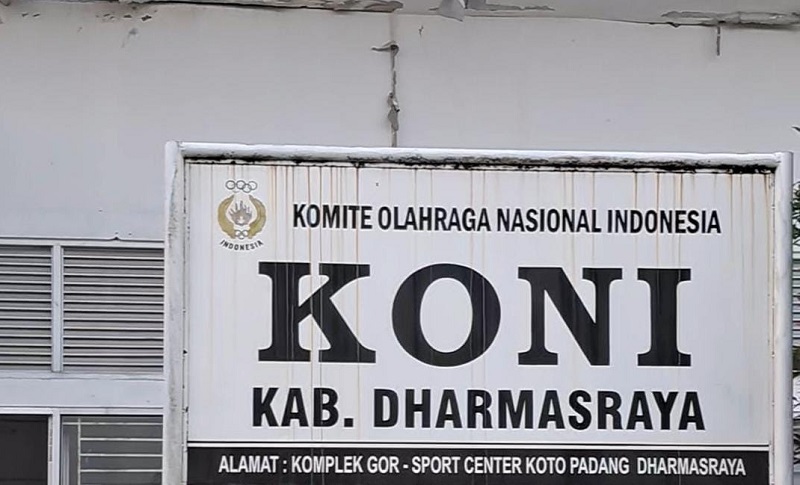 INDONESIA
KOMITE OLAHRAGA NASIONAL INDONESIA
KONI
KAB. DHARMASRAYA
ALAMAT : KOMPLEK GOR - SPORT CENTER KOTO PADANG DHARMASRAYA